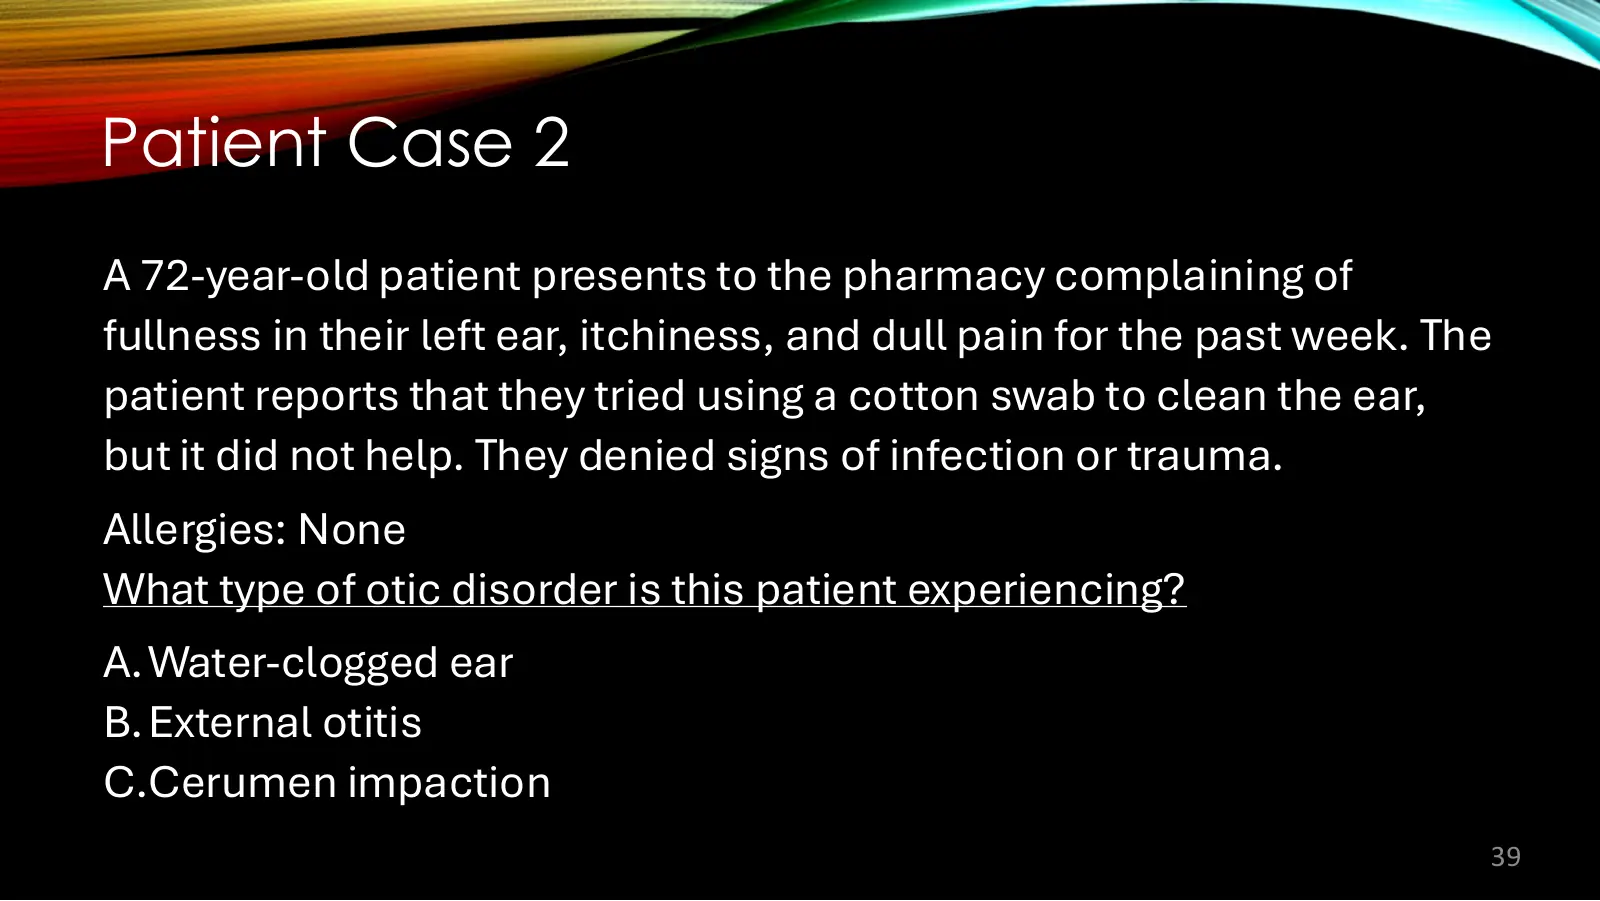 Patient Case 2
A 72-year-old patient presents to the pharmacy complaining of
fullness in their left ear, itchiness, and dull pain for the past week. The
patient reports that they tried using a cotton swab to clean the ear,
but it did not help. They denied signs of infection or trauma.
Allergies: None
What type of otic disorder is this patient experiencing?
A. Water-clogged ear
B. External otitis
C. Cerumen impaction
39